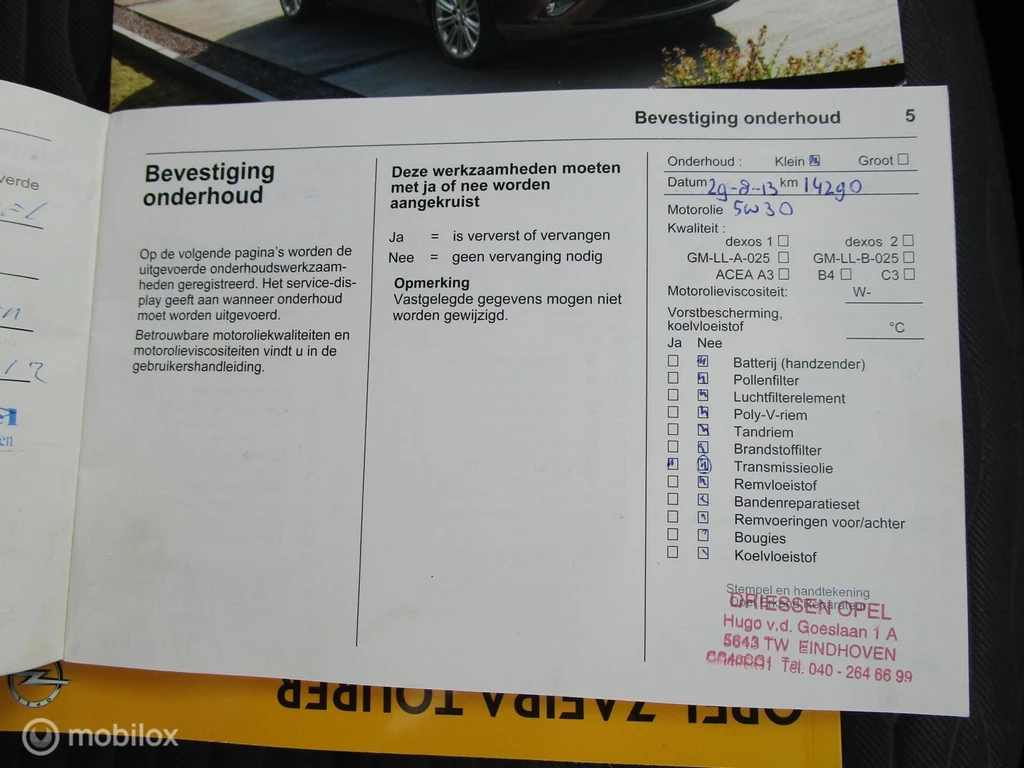 Bevestiging onderhoud 5
verde
en
Bevestiging
onderhoud
Op de volgende pagina's worden de
uitgevoerde onderhoudswerkzaam-
heden geregistreerd. Het service-dis-
play geeft aan wanneer onderhoud
moet worden uitgevoerd.
Betrouwbare motoroliekwaliteiten en
motorolieviscositeiten vindt u in de
gebruikershandleiding.
Deze werkzaamheden moeten
met ja of nee worden
aangekruist
Ja = is ververst of vervangen
Nee = geen vervanging nodig
Opmerking
Vastgelegde gegevens mogen niet
worden gewijzigd.
Onderhoud : Klein Groot
Datum 29-8-13 km 14290
Motorolie 5W30
Kwaliteit :
dexos 1 dexos 2
GM-LL-A-025 GM-LL-B-025
ACEA A3 B4 C3
Motorolieviscositeit: W-
Vorstbescherming,
koelvloeistof °C
Ja Nee
Batterij (handzender)
Pollenfilter
Luchtfilterelement
Poly-V-riem
Tandriem
Brandstoffilter
Transmissieolie
Remvloeistof
Bandenreparatieset
Remvoeringen voor/achter
Bougies
Koelvloeistof
Stempel en handtekening
DRIESSEN OPEL
Hugo v.d. Goeslaan 1 A
5643 TW EINDHOVEN
Tel. 040 - 264 66 99
OPEL ZAFIRA TOURER
mobilox